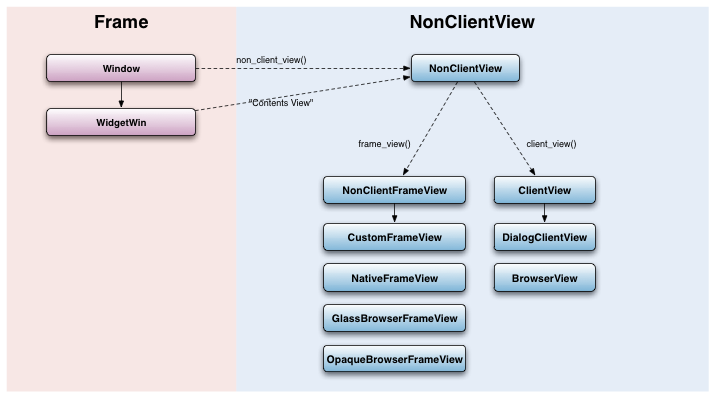 Frame
NonClientView
Window
non_client_view()
NonClientView
"Contents View"
WidgetWin
frame_view()
client_view()
NonClientFrameView
ClientView
CustomFrameView
DialogClientView
NativeFrameView
BrowserView
GlassBrowserFrameView
OpaqueBrowserFrameView